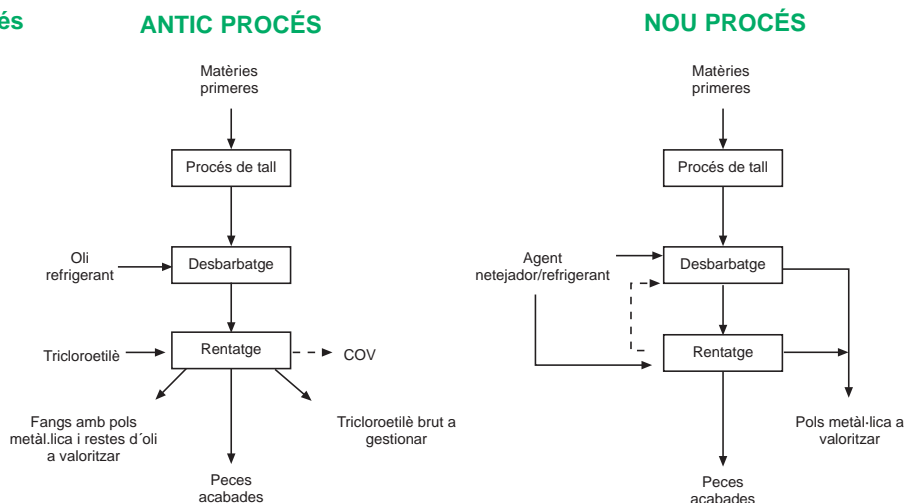 és
ANTIC PROCÉS
Matèries
primeres
Procés de tall
Oli
refrigerant
Desbarbatge
Tricloroetilè
Rentatge
COV
Fangs amb pols
metàl.lica i restes d´oli
a valoritzar
Tricloroetilè brut a
gestionar
Peces
acabades
NOU PROCÉS
Matèries
primeres
Procés de tall
Agent
netejador/refrigerant
Desbarbatge
Rentatge
Pols metàl·lica a
valoritzar
Peces
acabades